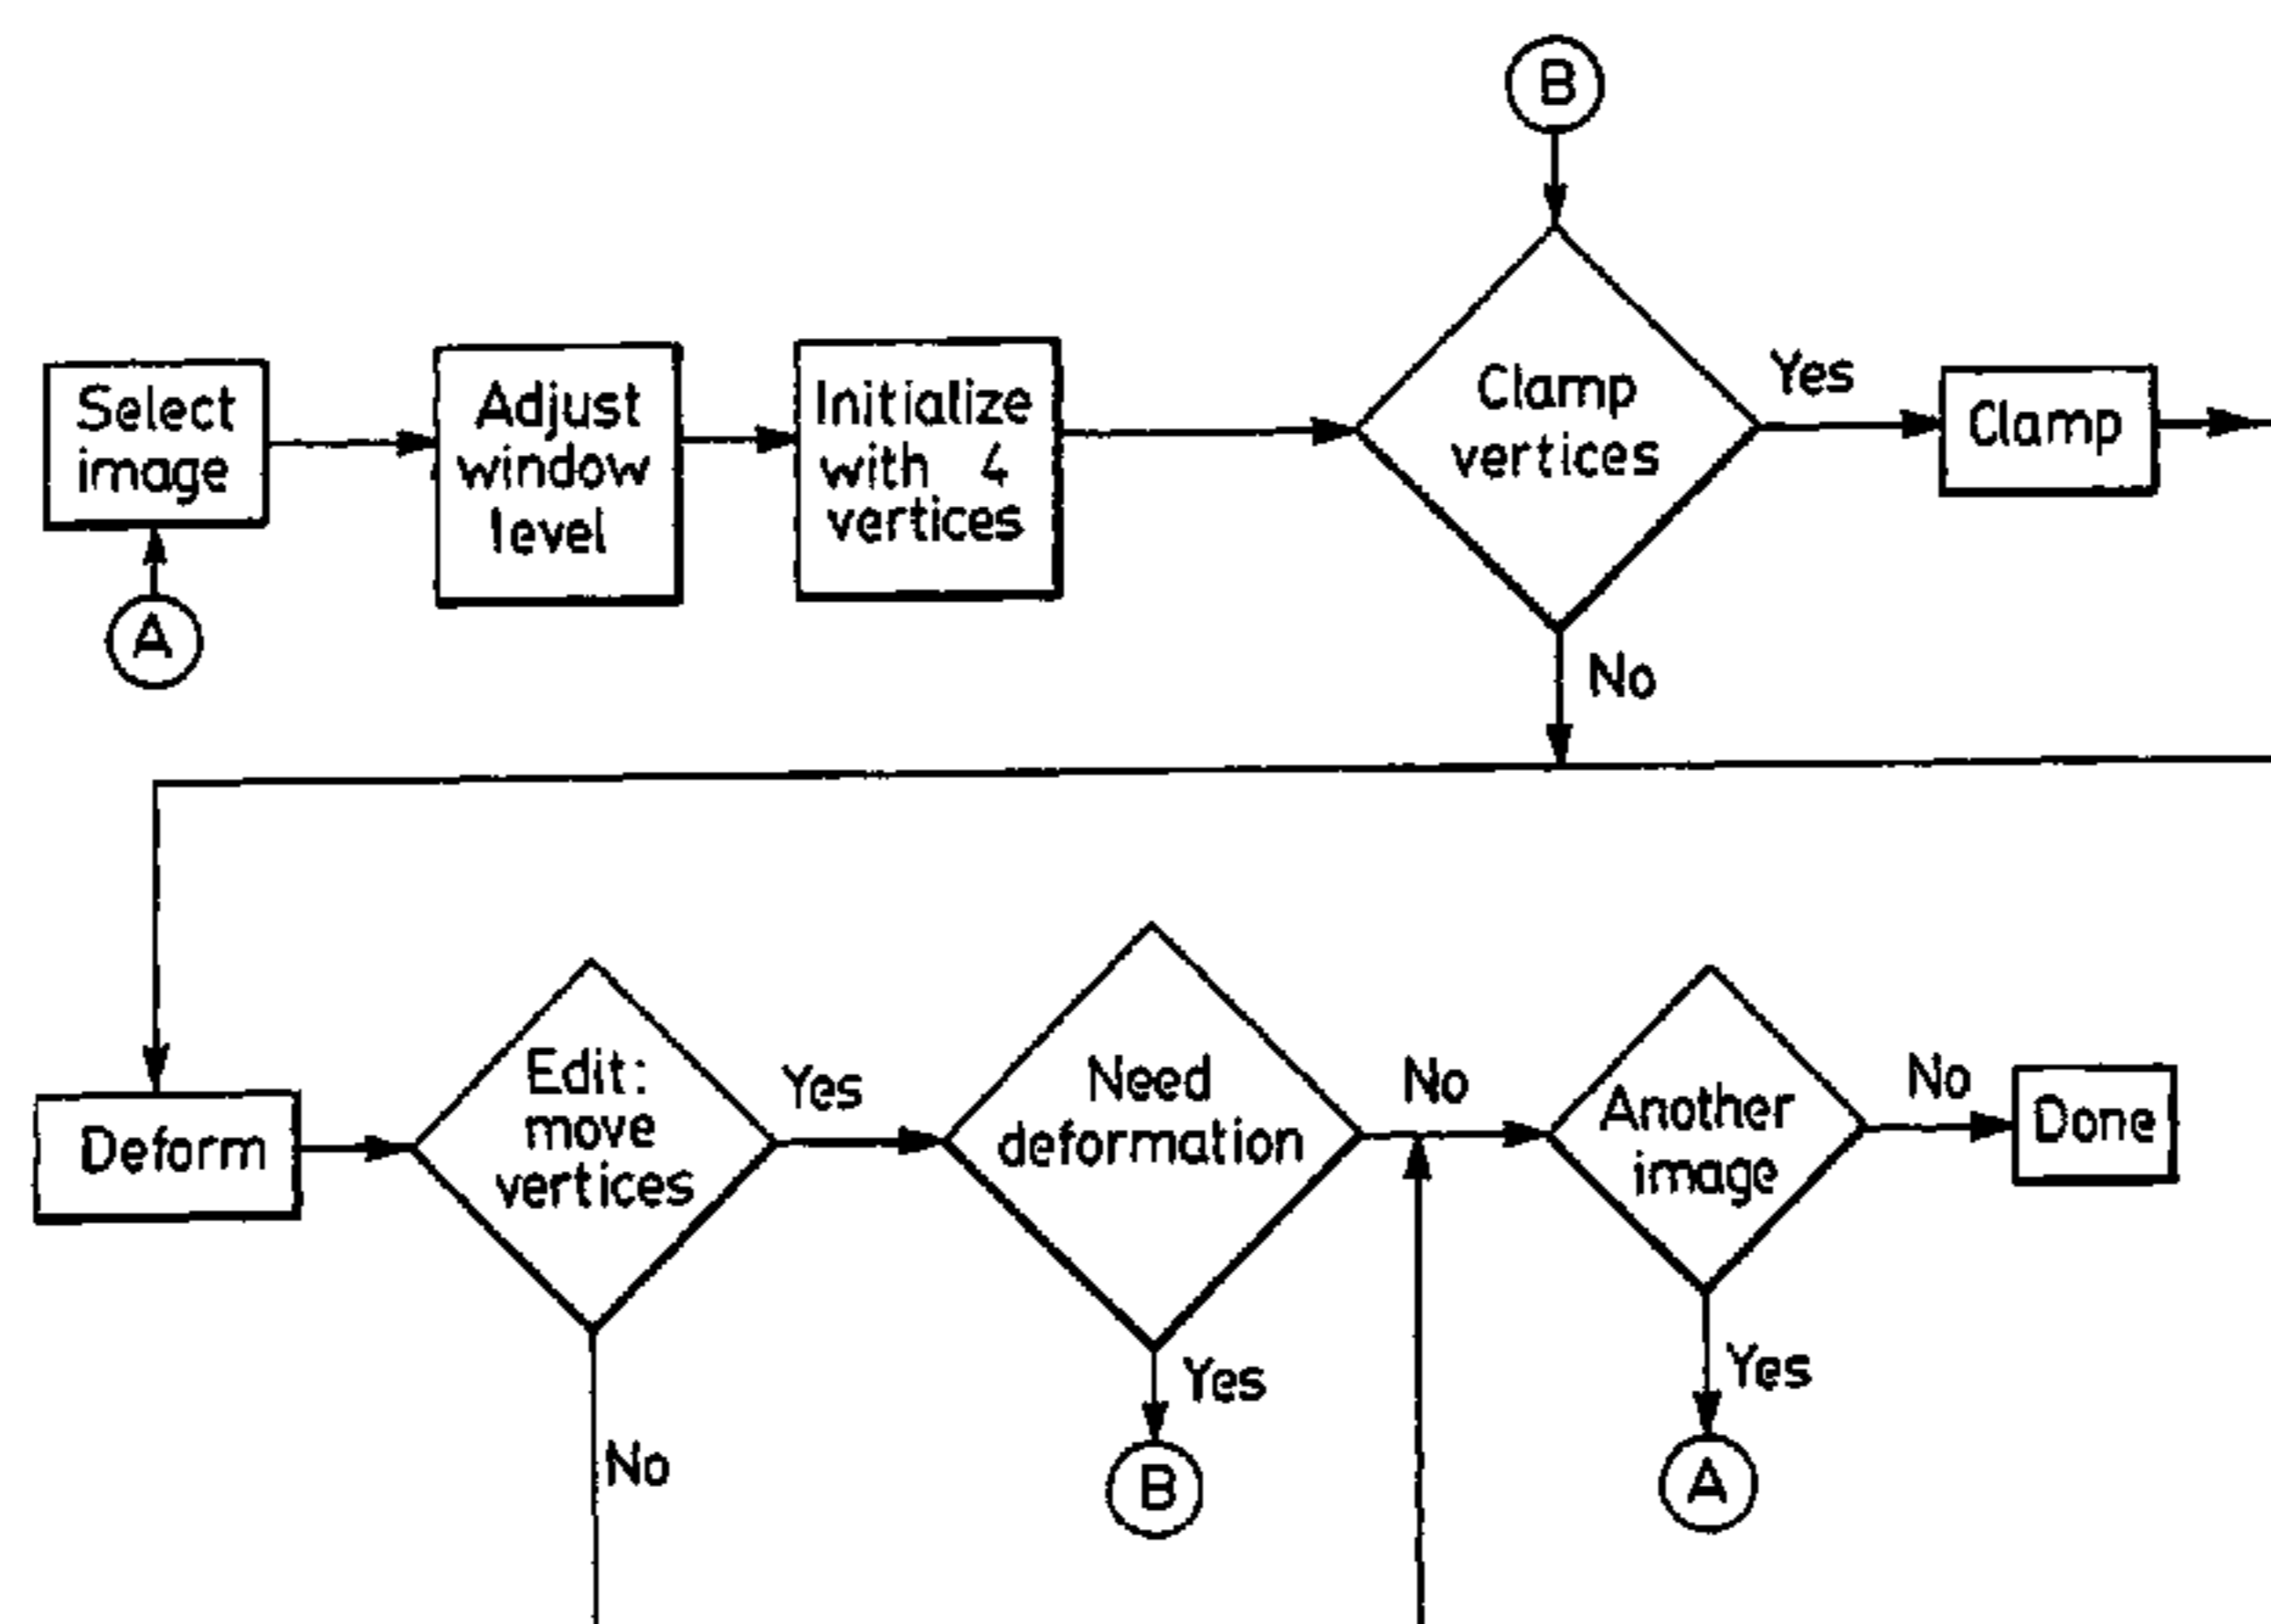 B
Select
image
Adjust
window
level
Initialize
with 4
vertices
Clamp
vertices
Yes
Clamp
A
No
Deform
Edit:
move
vertices
Yes
Need
deformation
No
Another
image
No
Done
No
Yes
B
Yes
A